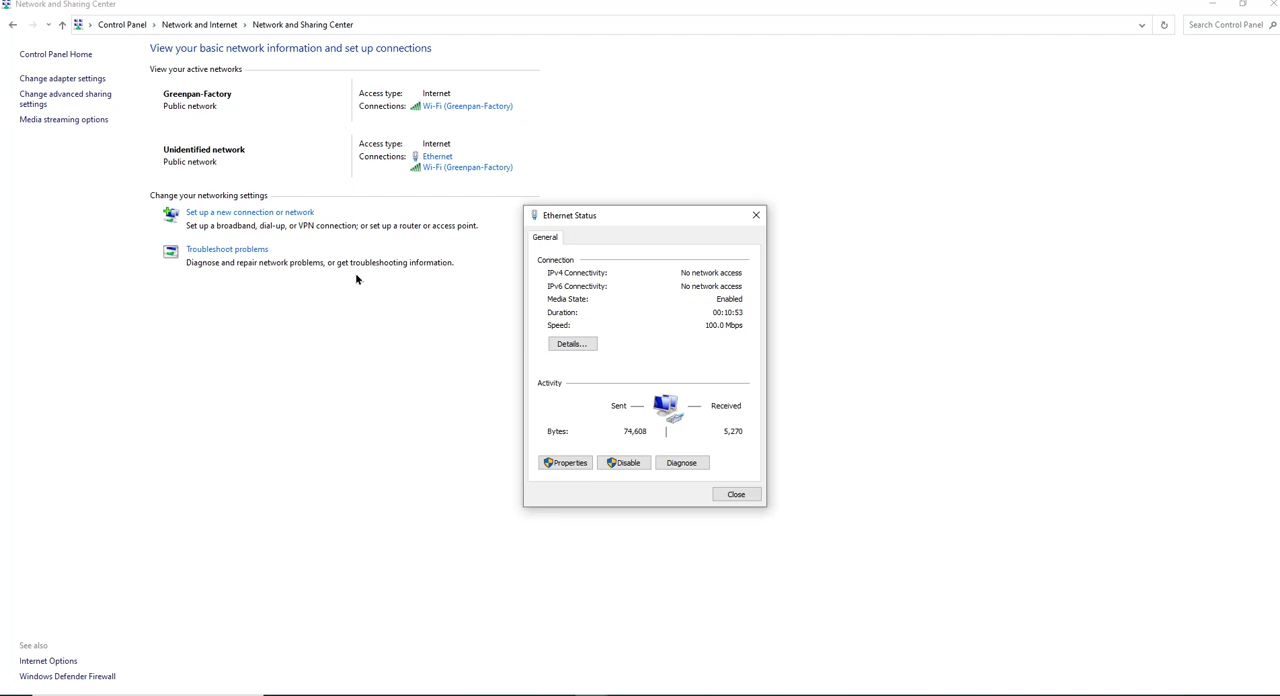 Network and Sharing Center
Control Panel > Network and Internet > Network and Sharing Center
Search Control Panel
Control Panel Home
Change adapter settings
Change advanced sharing
settings
Media streaming options
View your basic network information and set up connections
View your active networks
Greenpan-Factory
Public network
Access type: Internet
Connections: Wi-Fi (Greenpan-Factory)
Unidentified network
Public network
Access type: Internet
Connections: Ethernet
Wi-Fi (Greenpan-Factory)
Change your networking settings
Set up a new connection or network
Set up a broadband, dial-up, or VPN connection; or set up a router or access point.
Troubleshoot problems
Diagnose and repair network problems, or get troubleshooting information.
Ethernet Status
General
Connection
IPv4 Connectivity: No network access
IPv6 Connectivity: No network access
Media State: Enabled
Duration: 00:10:53
Speed: 100.0 Mbps
Details...
Activity
Sent Received
Bytes: 74,608 5,270
Properties Disable Diagnose
Close
See also
Internet Options
Windows Defender Firewall